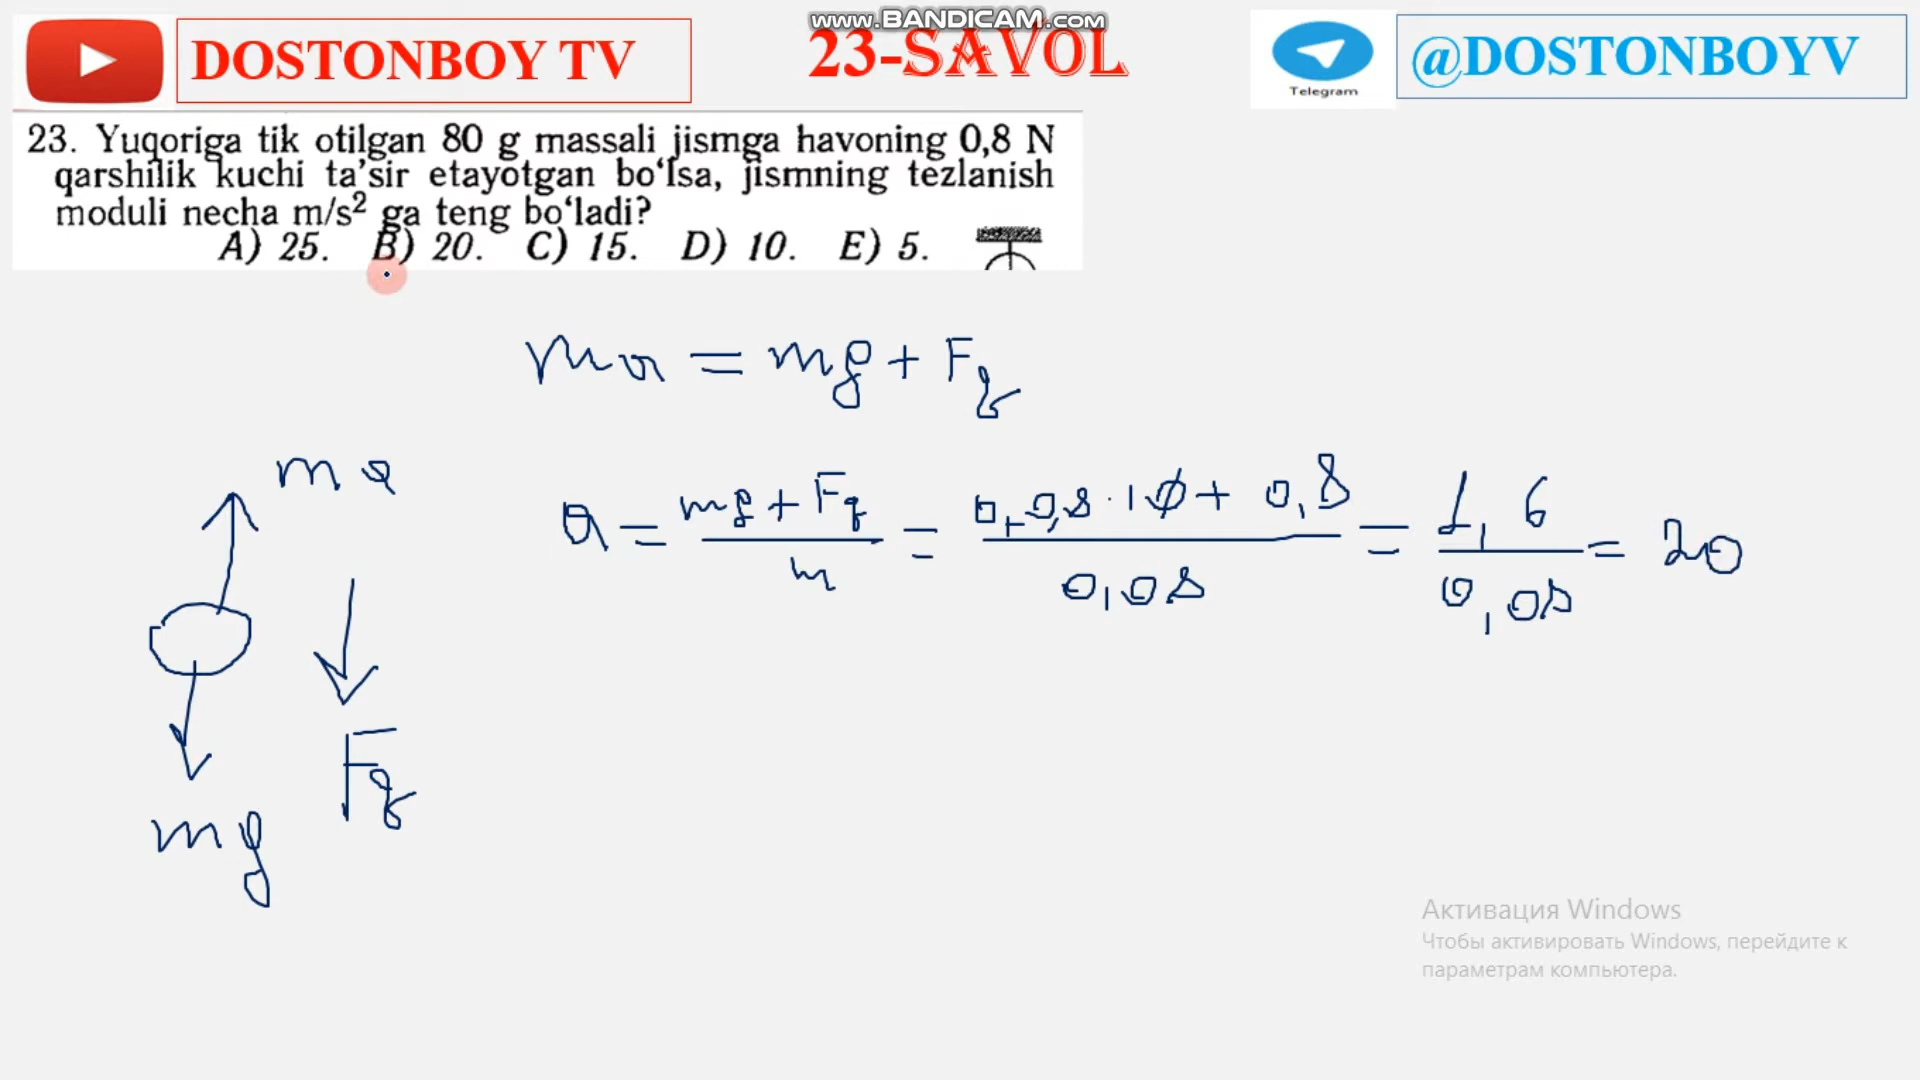 www.BANDICAM.com
DOSTONBOY TV
23-SAVOL
Telegram
@DOSTONBOYV
23. Yuqoriga tik otilgan 80 g massali jismga havoning 0,8 N
qarshilik kuchi ta’sir etayotgan bo‘lsa, jismning tezlanish
moduli necha m/s² ga teng bo‘ladi?
A) 25. B) 20. C) 15. D) 10. E) 5.
ma = mg + Fq
ma
a = (mg + Fq)/m = (0,08·10 + 0,8)/0,08 = 1,6/0,08 = 20
Fq
mg
Активация Windows
Чтобы активировать Windows, перейдите к
параметрам компьютера.